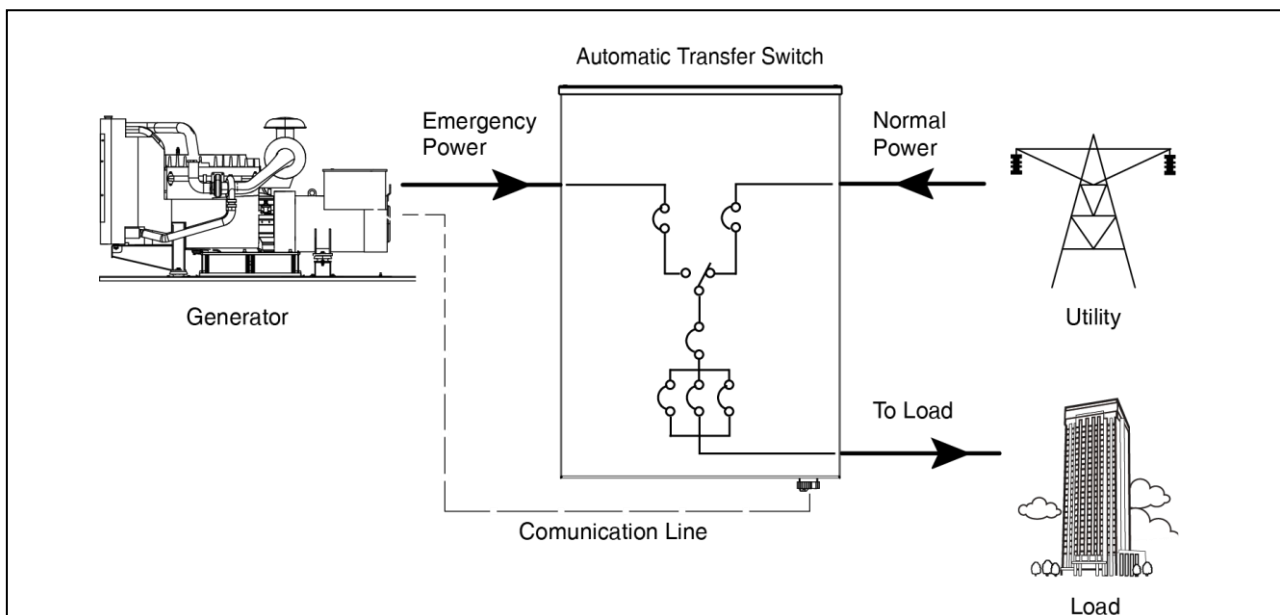 Automatic Transfer Switch
Emergency
Power
Normal
Power
Generator
Utility
To Load
Comunication Line
Load